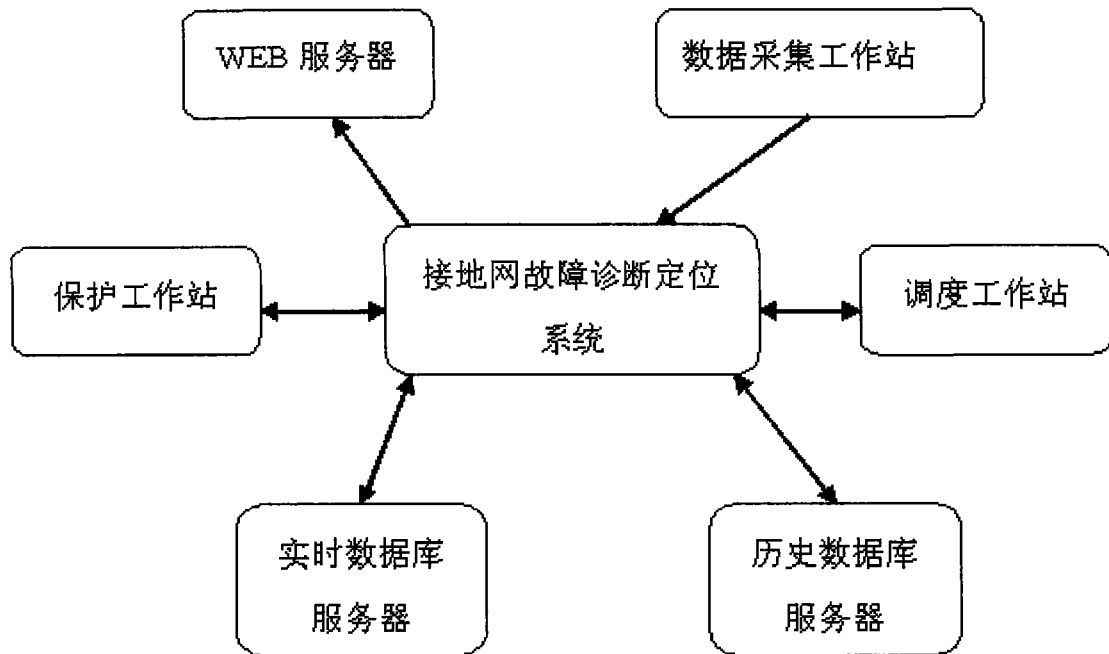 WEB 服务器
数据采集工作站
接地网故障诊断定位
系统
保护工作站
调度工作站
实时数据库
服务器
历史数据库
服务器